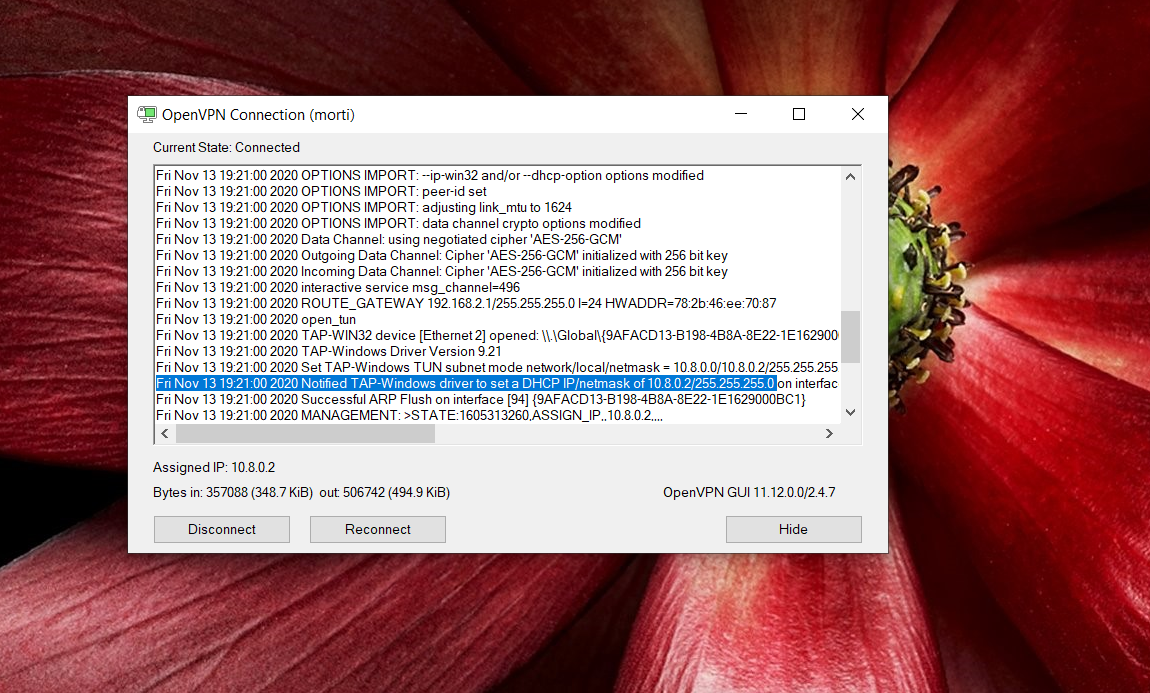 OpenVPN Connection (morti)
Current State: Connected
Fri Nov 13 19:21:00 2020 OPTIONS IMPORT: --ip-win32 and/or --dhcp-option options modified
Fri Nov 13 19:21:00 2020 OPTIONS IMPORT: peer-id set
Fri Nov 13 19:21:00 2020 OPTIONS IMPORT: adjusting link_mtu to 1624
Fri Nov 13 19:21:00 2020 OPTIONS IMPORT: data channel crypto options modified
Fri Nov 13 19:21:00 2020 Data Channel: using negotiated cipher 'AES-256-GCM'
Fri Nov 13 19:21:00 2020 Outgoing Data Channel: Cipher 'AES-256-GCM' initialized with 256 bit key
Fri Nov 13 19:21:00 2020 Incoming Data Channel: Cipher 'AES-256-GCM' initialized with 256 bit key
Fri Nov 13 19:21:00 2020 interactive service msg_channel=496
Fri Nov 13 19:21:00 2020 ROUTE_GATEWAY 192.168.2.1/255.255.255.0 I=24 HWADDR=78:2b:46:ee:70:87
Fri Nov 13 19:21:00 2020 open_tun
Fri Nov 13 19:21:00 2020 TAP-WIN32 device [Ethernet 2] opened: \\.\Global\{9AFACD13-B198-4B8A-8E22-1E162900
Fri Nov 13 19:21:00 2020 TAP-Windows Driver Version 9.21
Fri Nov 13 19:21:00 2020 Set TAP-Windows TUN subnet mode network/local/netmask = 10.8.0.0/10.8.0.2/255.255.255
Fri Nov 13 19:21:00 2020 Notified TAP-Windows driver to set a DHCP IP/netmask of 10.8.0.2/255.255.255.0 on interfac
Fri Nov 13 19:21:00 2020 Successful ARP Flush on interface [94] {9AFACD13-B198-4B8A-8E22-1E1629000BC1}
Fri Nov 13 19:21:00 2020 MANAGEMENT: >STATE:1605313260,ASSIGN_IP,,10.8.0.2,,,,
Assigned IP: 10.8.0.2
Bytes in: 357088 (348.7 KiB) out: 506742 (494.9 KiB)
OpenVPN GUI 11.12.0.0/2.4.7
Disconnect
Reconnect
Hide